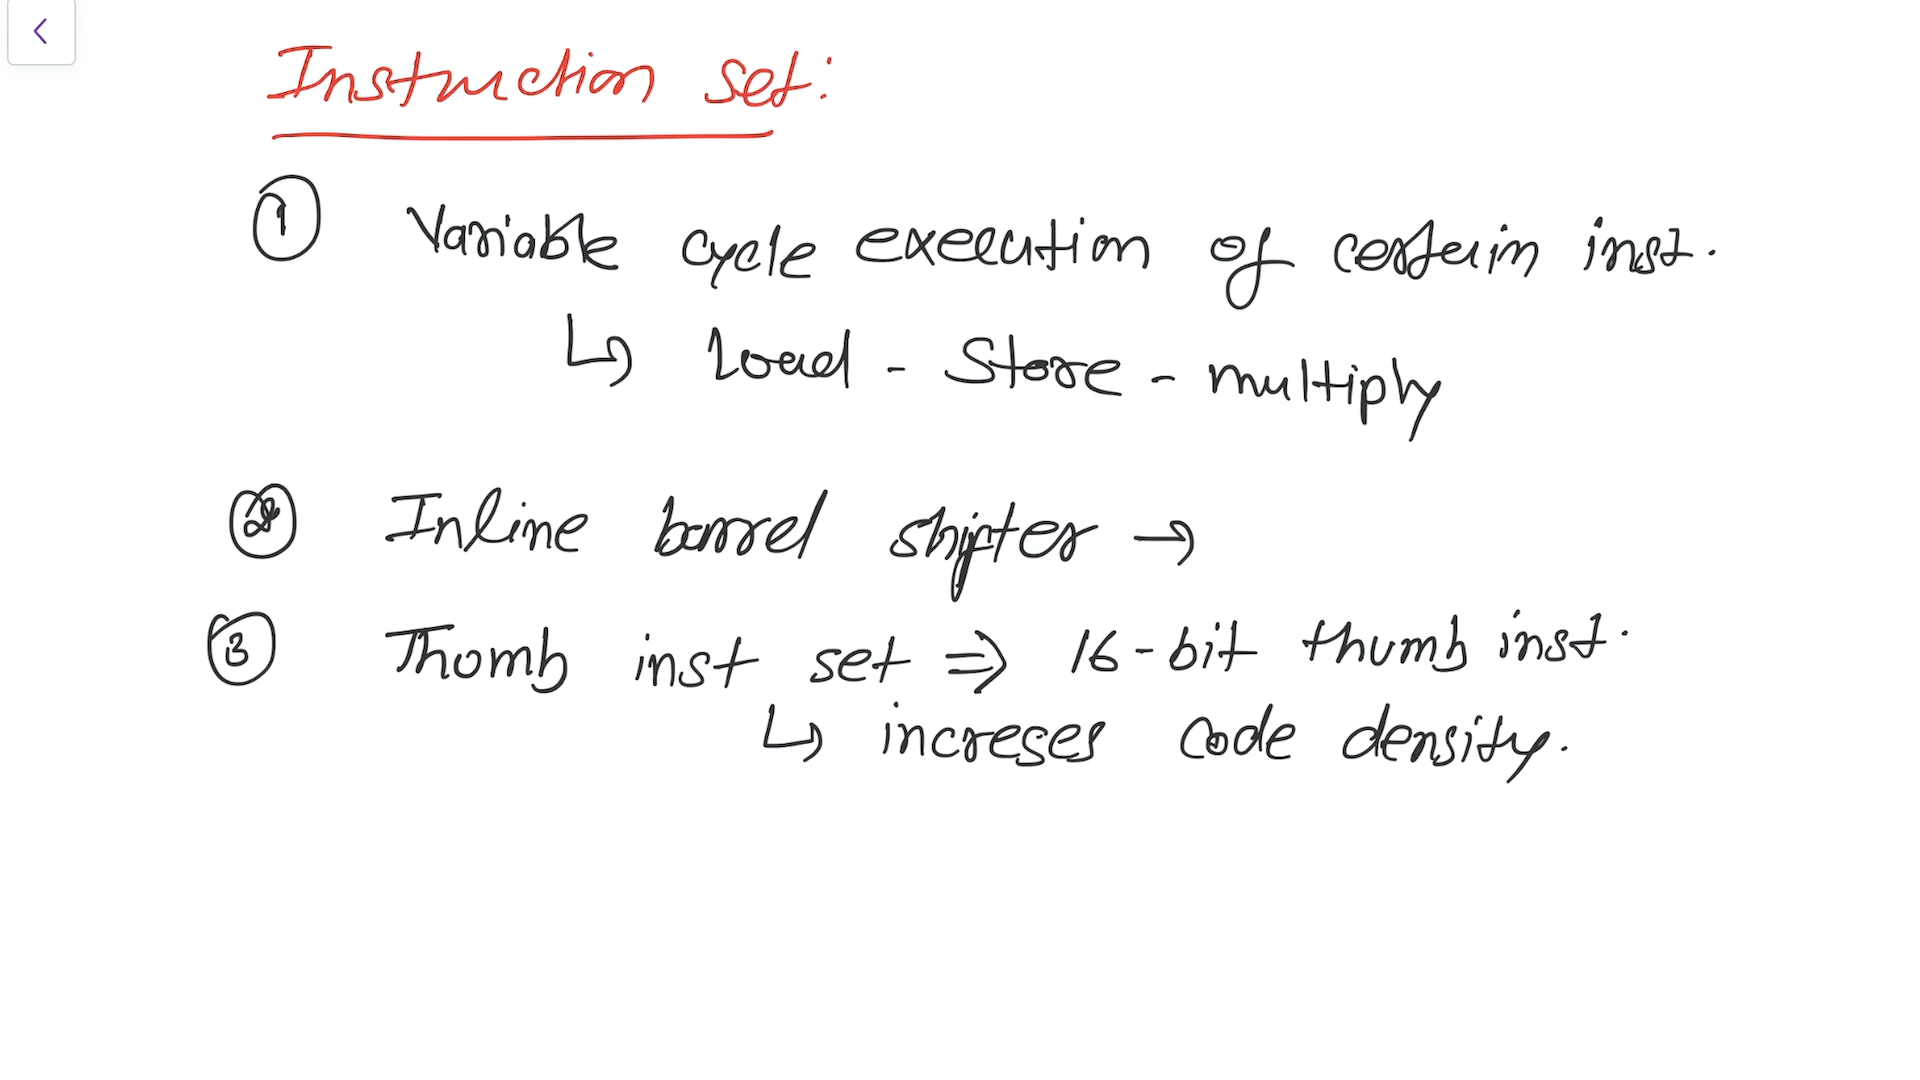 Instruction set:
① Variable cycle execution of certain inst.
↳ Load - Store - multiply
② Inline barrel shifter →
③ Thomb inst set ⇒ 16-bit thumb inst.
↳ increses code density.